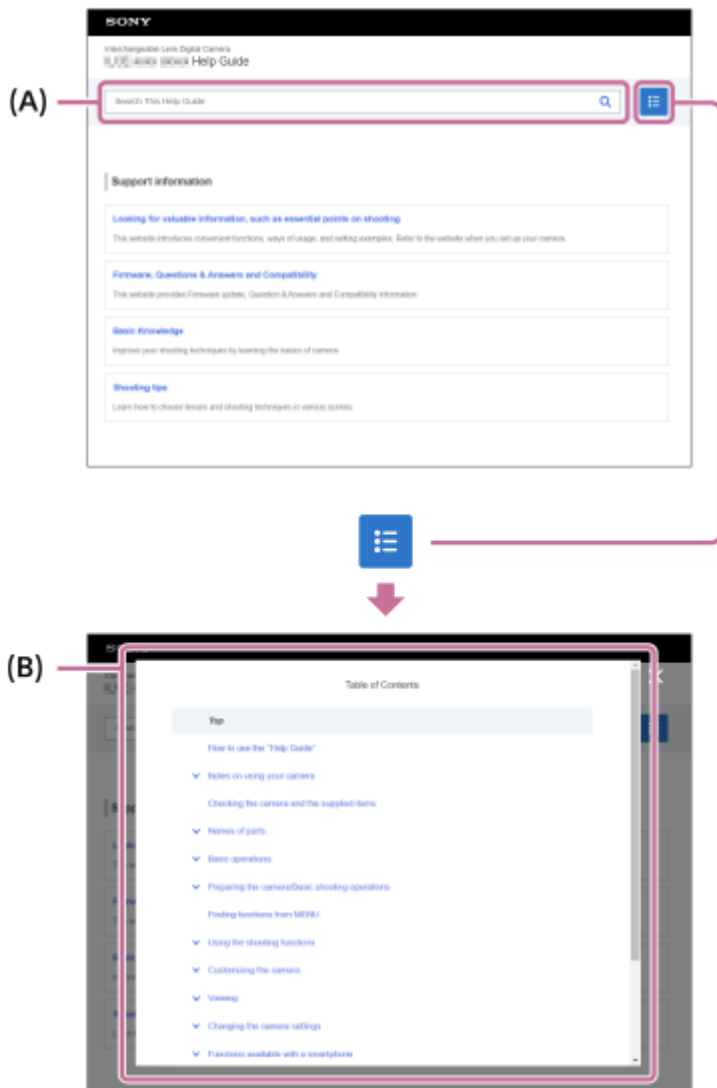 SONY
Interchangeable Lens Digital Camera
Help Guide
(A)
Search This Help Guide
Support information
Looking for valuable information, such as essential points on shooting
This website introduces convenient functions, ways of usage, and setting examples. Refer to the website when you set up your camera.
Firmware, Questions & Answers and Compatibility
This website provides Firmware update, Question & Answers and Compatibility information
Basic Knowledge
Improve your shooting techniques by learning the basics of camera.
Shooting tips
Learn how to choose lenses and shooting techniques in various scenes.
(B)
Table of Contents
Top
How to use the "Help Guide"
Notes on using your camera
Checking the camera and the supplied items
Names of parts
Basic operations
Preparing the camera/Basic shooting operations
Finding functions from MENU
Using the shooting functions
Customizing the camera
Viewing
Changing the camera settings
Functions available with a smartphone